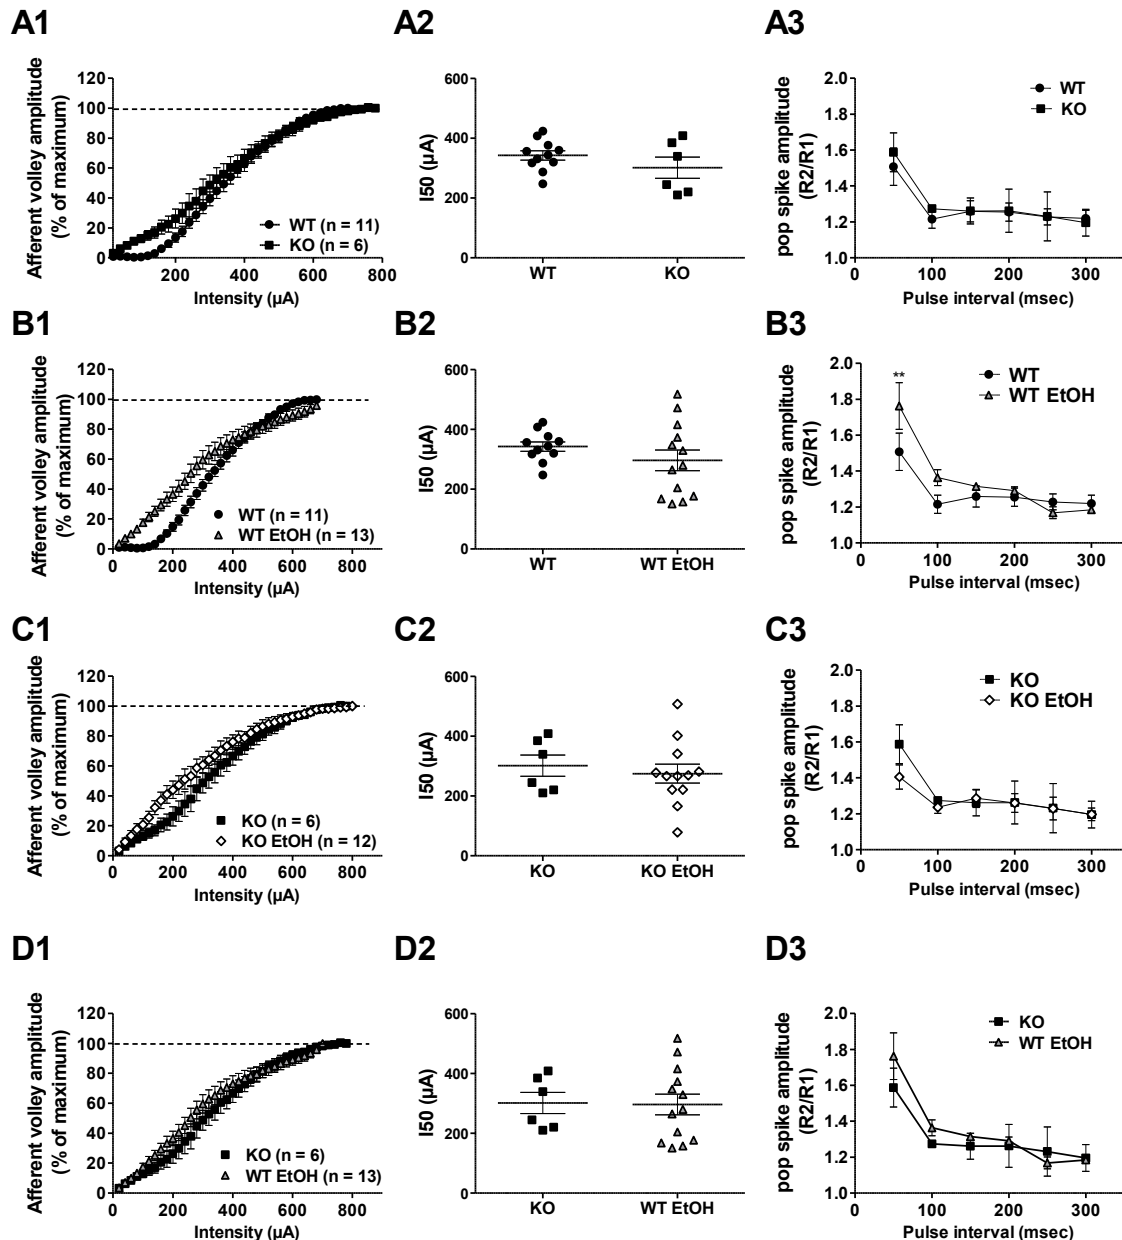 A1
A2
A3
Afferent volley amplitude
(% of maximum)
120
100
80
60
40
20
0
200
400
600
800
Intensity (µA)
WT (n = 11)
KO (n = 6)
I50 (µA)
600
400
200
0
WT
KO
pop spike amplitude
(R2/R1)
2.0
1.8
1.6
1.4
1.2
1.0
0
100
200
300
Pulse interval (msec)
WT
KO
B1
B2
B3
Afferent volley amplitude
(% of maximum)
120
100
80
60
40
20
0
0
200
400
600
800
Intensity (µA)
WT (n = 11)
WT EtOH (n = 13)
I50 (µA)
600
400
200
0
WT
WT EtOH
pop spike amplitude
(R2/R1)
2.0
1.8
1.6
1.4
1.2
1.0
0
100
200
300
Pulse interval (msec)
**
WT
WT EtOH
C1
C2
C3
Afferent volley amplitude
(% of maximum)
120
100
80
60
40
20
0
0
200
400
600
800
Intensity (µA)
KO (n = 6)
KO EtOH (n = 12)
I50 (µA)
600
400
200
0
KO
KO EtOH
pop spike amplitude
(R2/R1)
2.0
1.8
1.6
1.4
1.2
1.0
0
100
200
300
Pulse interval (msec)
KO
KO EtOH
D1
D2
D3
Afferent volley amplitude
(% of maximum)
120
100
80
60
40
20
0
0
200
400
600
800
Intensity (µA)
KO (n = 6)
WT EtOH (n = 13)
I50 (µA)
600
400
200
0
KO
WT EtOH
pop spike amplitude
(R2/R1)
2.0
1.8
1.6
1.4
1.2
1.0
0
100
200
300
Pulse interval (msec)
KO
WT EtOH